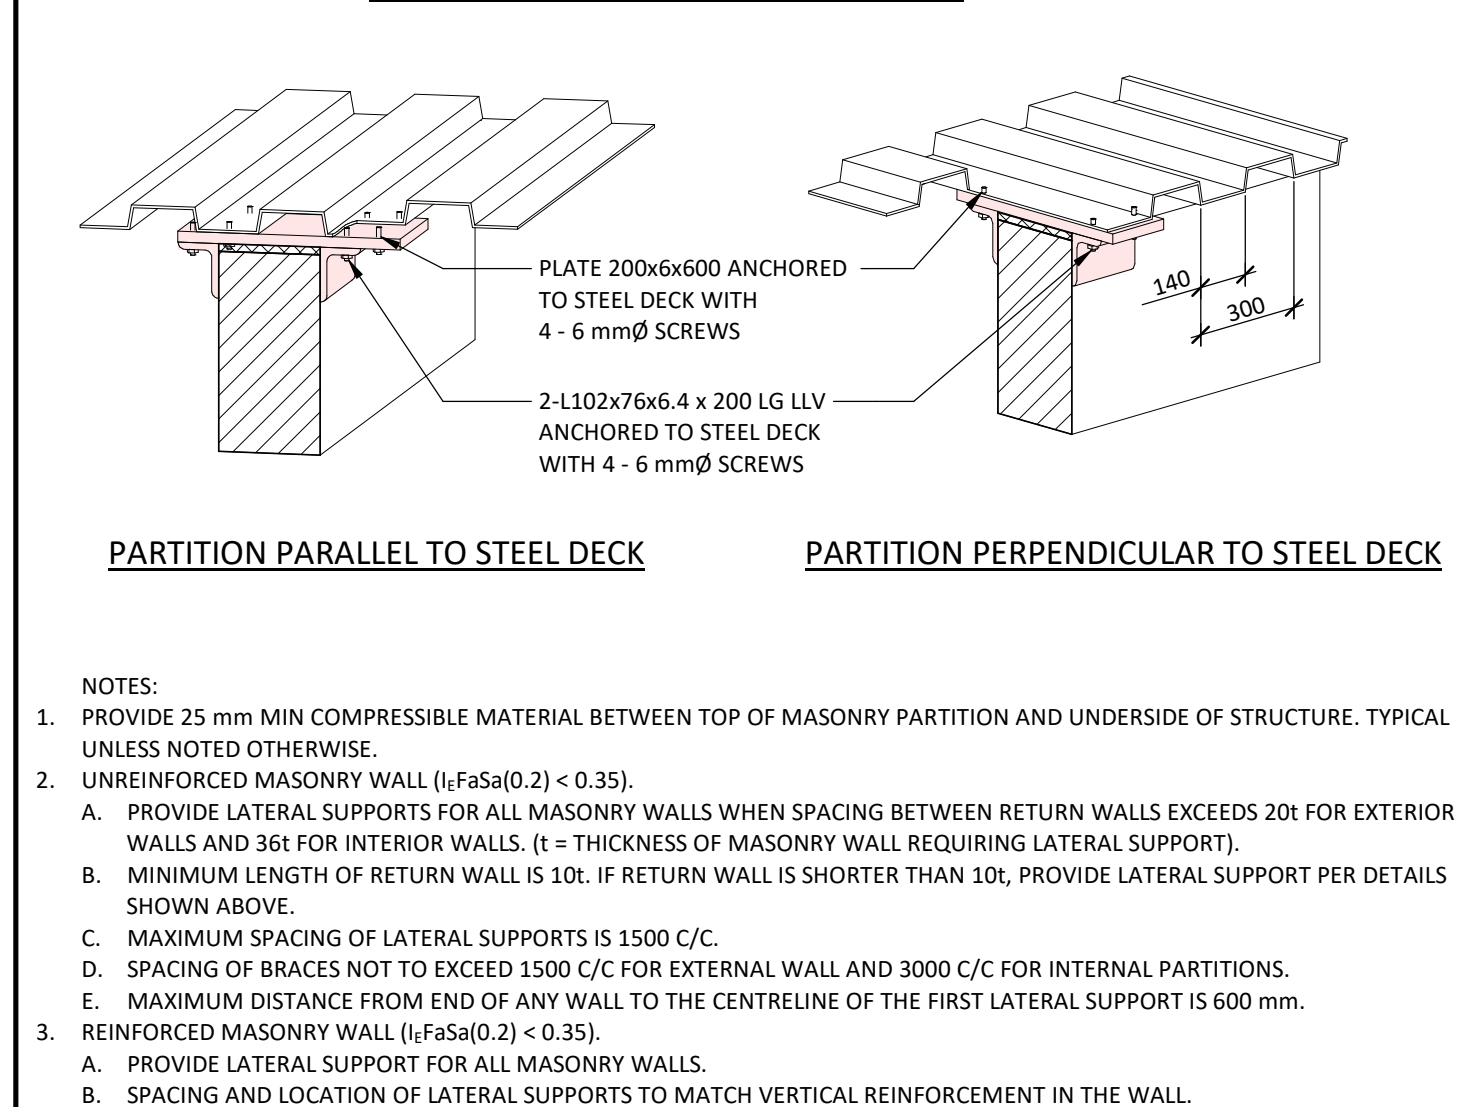 PLATE 200x6x600 ANCHORED
TO STEEL DECK WITH
4 - 6 mmØ SCREWS
140
300
2-L102x76x6.4 x 200 LG LLV
ANCHORED TO STEEL DECK
WITH 4 - 6 mmØ SCREWS
PARTITION PARALLEL TO STEEL DECK
PARTITION PERPENDICULAR TO STEEL DECK
NOTES:
1. PROVIDE 25 mm MIN COMPRESSIBLE MATERIAL BETWEEN TOP OF MASONRY PARTITION AND UNDERSIDE OF STRUCTURE. TYPICAL
UNLESS NOTED OTHERWISE.
2. UNREINFORCED MASONRY WALL (IEFaSa(0.2) < 0.35).
A. PROVIDE LATERAL SUPPORTS FOR ALL MASONRY WALLS WHEN SPACING BETWEEN RETURN WALLS EXCEEDS 20t FOR EXTERIOR
WALLS AND 36t FOR INTERIOR WALLS. (t = THICKNESS OF MASONRY WALL REQUIRING LATERAL SUPPORT).
B. MINIMUM LENGTH OF RETURN WALL IS 10t. IF RETURN WALL IS SHORTER THAN 10t, PROVIDE LATERAL SUPPORT PER DETAILS
SHOWN ABOVE.
C. MAXIMUM SPACING OF LATERAL SUPPORTS IS 1500 C/C.
D. SPACING OF BRACES NOT TO EXCEED 1500 C/C FOR EXTERNAL WALL AND 3000 C/C FOR INTERNAL PARTITIONS.
E. MAXIMUM DISTANCE FROM END OF ANY WALL TO THE CENTRELINE OF THE FIRST LATERAL SUPPORT IS 600 mm.
3. REINFORCED MASONRY WALL (IEFaSa(0.2) < 0.35).
A. PROVIDE LATERAL SUPPORT FOR ALL MASONRY WALLS.
B. SPACING AND LOCATION OF LATERAL SUPPORTS TO MATCH VERTICAL REINFORCEMENT IN THE WALL.